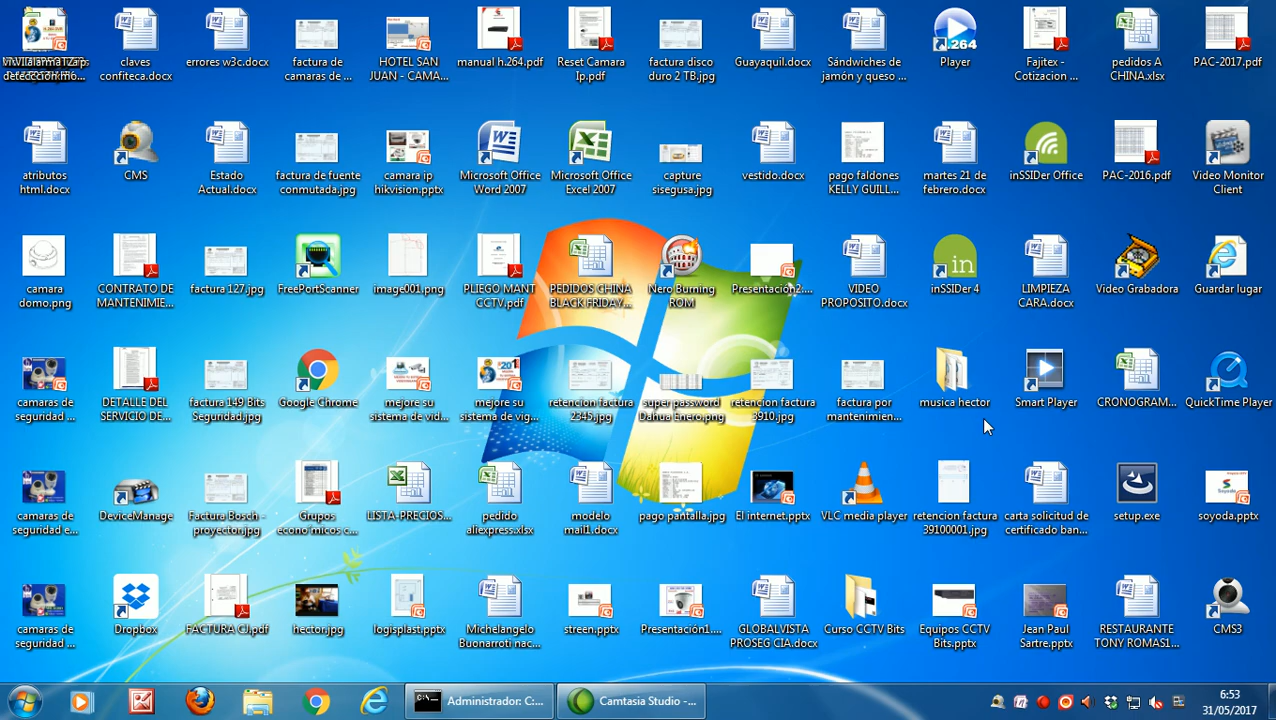 deteccion mo...
claves
confiteca.docx
errores w3c.docx
factura de
camaras de ...
HOTEL SAN
JUAN - CAMA...
manual h.264.pdf
Reset Camara
Ip.pdf
factura disco
duro 2 TB.jpg
Guayaquil.docx
Sándwiches de
jamón y queso ...
H.264
Player
Fajitex -
Cotizacion ...
pedidos A
CHINA.xlsx
PAC-2017.pdf
atributos
html.docx
CMS
Estado
Actual.docx
factura de fuente
conmutada.jpg
camara ip
hikvision.pptx
Microsoft Office
Word 2007
Microsoft Office
Excel 2007
capture
sisegusa.jpg
vestido.docx
pago faldones
KELLY GUILL...
martes 21 de
febrero.docx
inSSIDer Office
PAC-2016.pdf
Video Monitor
Client
camara
domo.png
CONTRATO DE
MANTENIMIE...
factura 127.jpg
FreePortScanner
image001.png
PLIEGO MANT
CCTV.pdf
PEDIDOS CHINA
BLACK FRIDAY...
Nero Burning
ROM
Presentación2....
VIDEO
PROPOSITO.docx
in
inSSIDer 4
LIMPIEZA
CARA.docx
Video Grabadora
Guardar lugar
camaras de
seguridad ...
DETALLE DEL
SERVICIO DE...
factura 149 Bits
Seguridad.jpg
Google Chrome
mejore su
sistema de vid...
mejore su
sistema de vig...
retencion factura
2345.jpg
super password
Dahua Enero.png
retencion factura
3910.jpg
factura por
mantenimien...
musica hector
Smart Player
CRONOGRAM...
QuickTime Player
camaras de
seguridad e...
DeviceManage
Factura Bosch -
proyector.jpg
Grupos
econo micos c...
LISTA-PRECIOS...
pedido
aliexpress.xlsx
modelo
mail1.docx
pago pantalla.jpg
El internet.pptx
VLC media player
retencion factura
39100001.jpg
carta solicitud de
certificado ban...
setup.exe
soyoda.pptx
camaras de
seguridad ...
Dropbox
FACTURA CII.pdf
hector.jpg
logisplast.pptx
Michelangelo
Buonarroti nac...
streen.pptx
Presentación1....
GLOBALVISTA
PROSEG CIA.docx
Curso CCTV Bits
Equipos CCTV
Bits.pptx
Jean Paul
Sartre.pptx
RESTAURANTE
TONY ROMAS1...
CMS3
Administrador: C:...
Camtasia Studio -...
6:53
31/05/2017